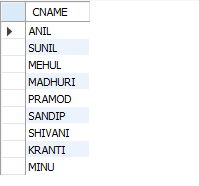 CNAME
ANIL
SUNIL
MEHUL
MADHURI
PRAMOD
SANDIP
SHIVANI
KRANTI
MINU